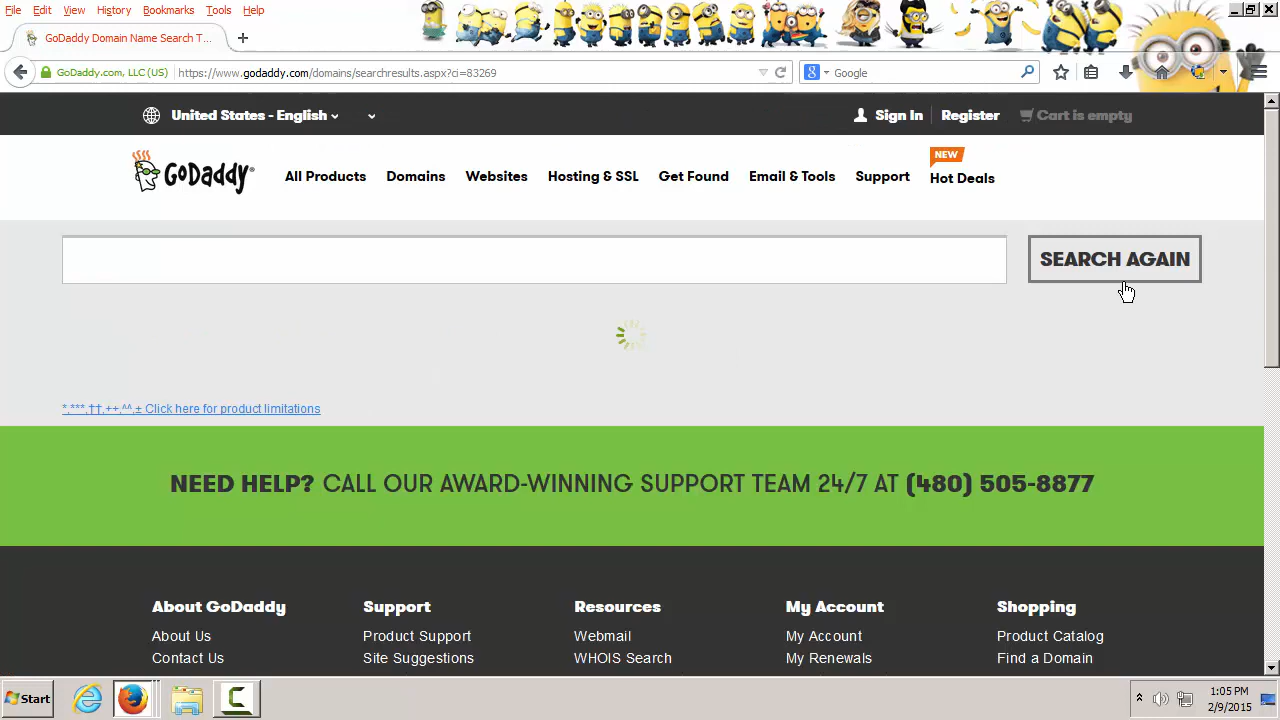 File Edit View History Bookmarks Tools Help
GoDaddy Domain Name Search T...
GoDaddy.com, LLC (US) https://www.godaddy.com/domains/searchresults.aspx?ci=83269 Google
United States - English Sign In Register Cart is empty
NEW
GoDaddy All Products Domains Websites Hosting & SSL Get Found Email & Tools Support Hot Deals
SEARCH AGAIN
*,***,††,++,^^,± Click here for product limitations
NEED HELP? CALL OUR AWARD-WINNING SUPPORT TEAM 24/7 AT (480) 505-8877
About GoDaddy Support Resources My Account Shopping
About Us Product Support Webmail My Account Product Catalog
Contact Us Site Suggestions WHOIS Search My Renewals Find a Domain
Start 1:05 PM
2/9/2015